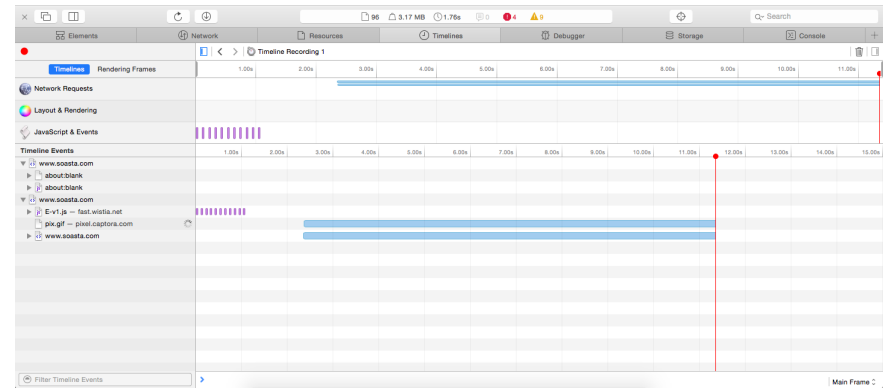 96 3.17 MB 1.76s 0 4 9 Search
Elements Network Resources Timelines Debugger Storage Console
Timeline Recording 1
Timelines Rendering Frames 1.00s 2.00s 3.00s 4.00s 5.00s 6.00s 7.00s 8.00s 9.00s 10.00s 11.00s
Network Requests
Layout & Rendering
JavaScript & Events
Timeline Events 1.00s 2.00s 3.00s 4.00s 5.00s 6.00s 7.00s 8.00s 9.00s 10.00s 11.00s 12.00s 13.00s 14.00s 15.00s
www.soasta.com
about:blank
about:blank
www.soasta.com
E-v1.js — fast.wistia.net
pix.gif — pixel.captora.com
www.soasta.com
Filter Timeline Events Main Frame